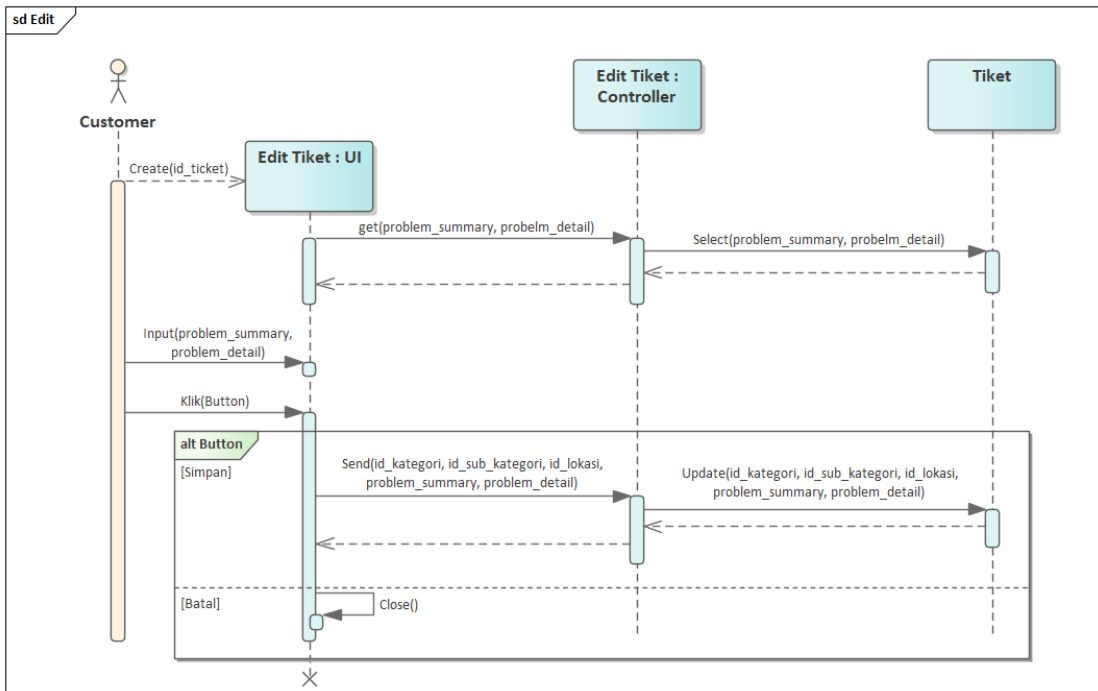 sd Edit
Customer
Edit Tiket :
Controller
Tiket
Create(id_ticket)
Edit Tiket : UI
get(problem_summary, probelm_detail)
Select(problem_summary, probelm_detail)
Input(problem_summary,
problem_detail)
Klik(Button)
alt Button
[Simpan]
Send(id_kategori, id_sub_kategori, id_lokasi,
problem_summary, problem_detail)
Update(id_kategori, id_sub_kategori, id_lokasi,
problem_summary, problem_detail)
[Batal]
Close()